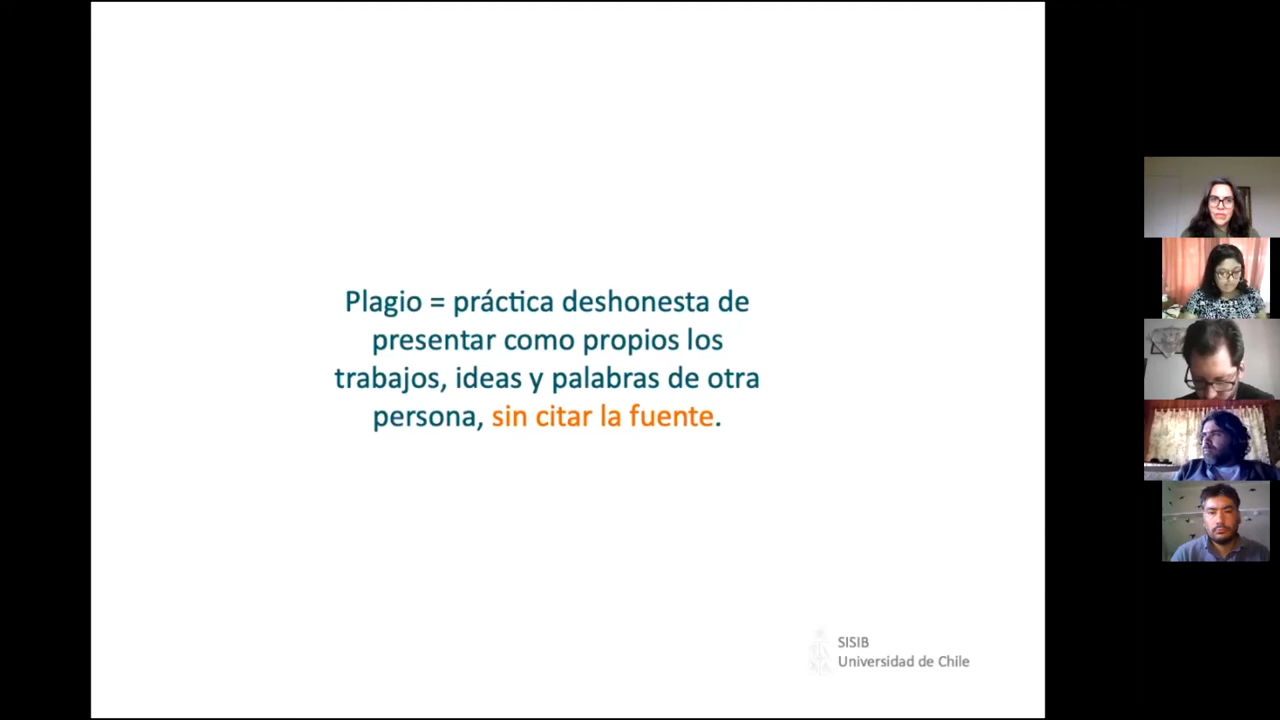 Plagio = práctica deshonesta de
presentar como propios los
trabajos, ideas y palabras de otra
persona, sin citar la fuente.
SISIB
Universidad de Chile